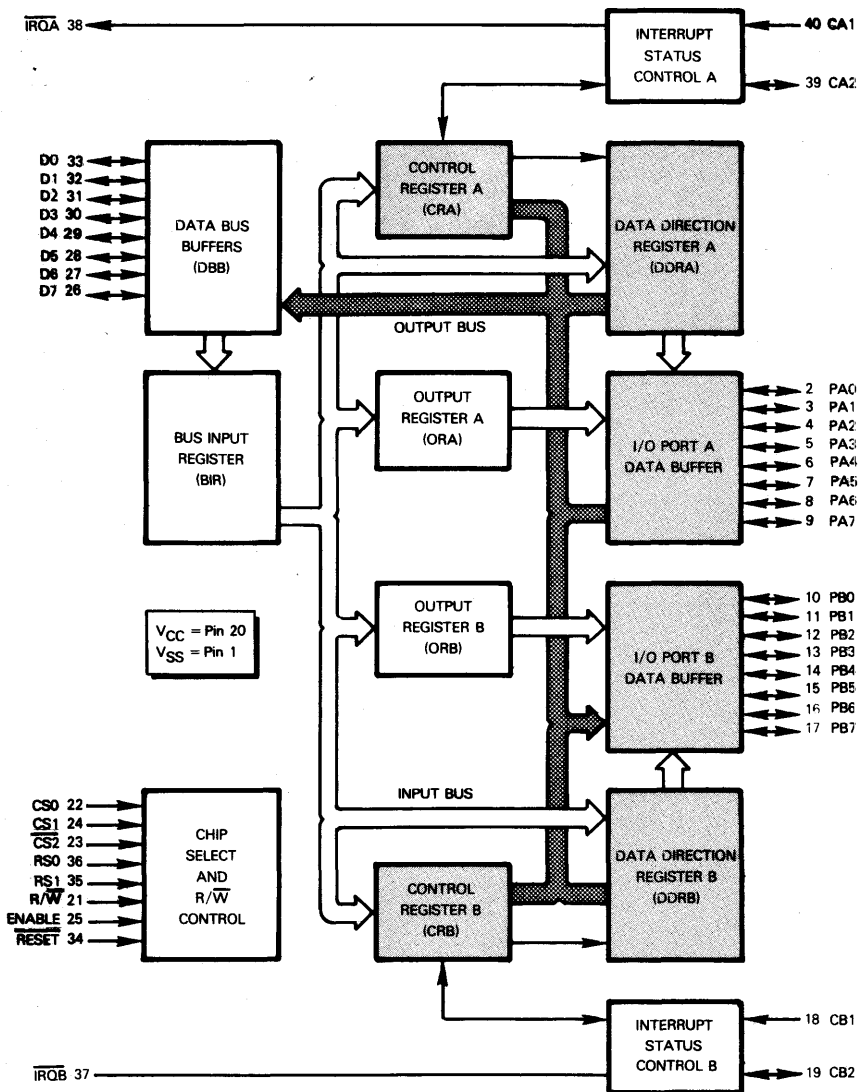 IRQA 38
INTERRUPT
STATUS
CONTROL A
40 CA1
39 CA2
D0 33
D1 32
D2 31
D3 30
D4 29
D5 28
D6 27
D7 26
DATA BUS
BUFFERS
(DBB)
CONTROL
REGISTER A
(CRA)
DATA DIRECTION
REGISTER A
(DDRA)
OUTPUT BUS
BUS INPUT
REGISTER
(BIR)
OUTPUT
REGISTER A
(ORA)
I/O PORT A
DATA BUFFER
2 PA0
3 PA1
4 PA2
5 PA3
6 PA4
7 PA5
8 PA6
9 PA7
VCC = Pin 20
VSS = Pin 1
OUTPUT
REGISTER B
(ORB)
I/O PORT B
DATA BUFFER
10 PB0
11 PB1
12 PB2
13 PB3
14 PB4
15 PB5
16 PB6
17 PB7
INPUT BUS
CS0 22
CS1 24
CS2 23
RS0 36
RS1 35
R/W 21
ENABLE 25
RESET 34
CHIP
SELECT
AND
R/W
CONTROL
CONTROL
REGISTER B
(CRB)
DATA DIRECTION
REGISTER B
(DDRB)
INTERRUPT
STATUS
CONTROL B
18 CB1
19 CB2
IRQB 37